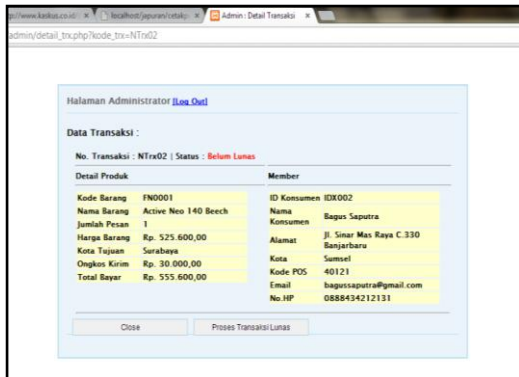 p://www.kaskus.co.id/
localhost/japuran/cetakp
Admin : Detail Transaksi
admin/detail_trx.php?kode_trx=NTrx02
Halaman Administrator [Log Out]
Data Transaksi :
No. Transaksi : NTrx02 | Status : Belum Lunas
Detail Produk
Kode Barang FN0001
Nama Barang Active Neo 140 Beech
Jumlah Pesan 1
Harga Barang Rp. 525.600,00
Kota Tujuan Surabaya
Ongkos Kirim Rp. 30.000,00
Total Bayar Rp. 555.600,00
Member
ID Konsumen IDX002
Nama Konsumen Bagus Saputra
Alamat Jl. Sinar Mas Raya C.330
Banjarbaru
Kota Sumsel
Kode POS 40121
Email bagussaputra@gmail.com
No.HP 0888434212131
Close
Proses Transaksi Lunas